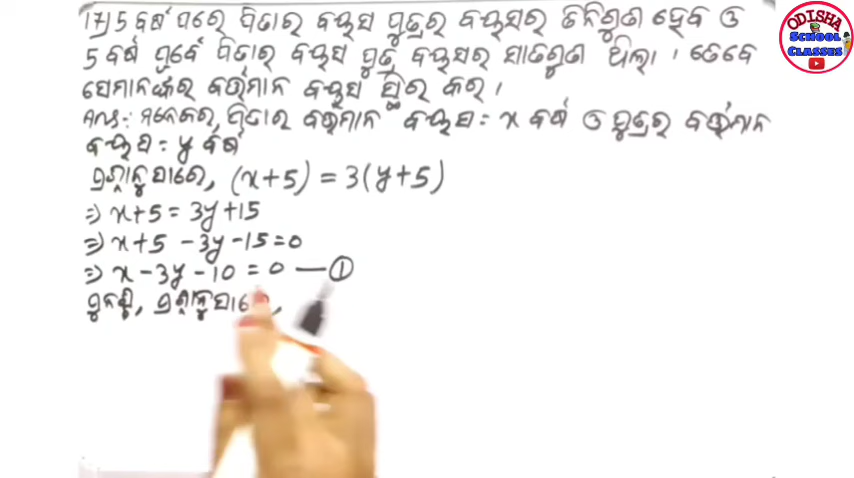 17) 5 ବର୍ଷ ପରେ ପିତାର ବୟସ ପୁତ୍ରର ବୟସର ତିନିଗୁଣ ହେବ ଓ
5 ବର୍ଷ ପୂର୍ବେ ପିତାର ବୟସ ପୁତ୍ର ବୟସର ସାତଗୁଣ ଥିଲା । ତେବେ
ସେମାନଙ୍କର ବର୍ତ୍ତମାନ ବୟସ ସ୍ଥିର କର ।
Ans:- ମନେକର, ପିତାର ବର୍ତ୍ତମାନ ବୟସ = x ବର୍ଷ ଓ ପୁତ୍ରର ବର୍ତ୍ତମାନ
ବୟସ = y ବର୍ଷ
ପ୍ରଶ୍ନାନୁସାରେ, (x+5) = 3(y+5)
⇒ x+5 = 3y+15
⇒ x+5 -3y-15=0
⇒ x-3y-10 = 0 — ①
ପୁନଶ୍ଚ, ପ୍ରଶ୍ନାନୁସାରେ,
ODISHA
SCHOOL
CLASSES